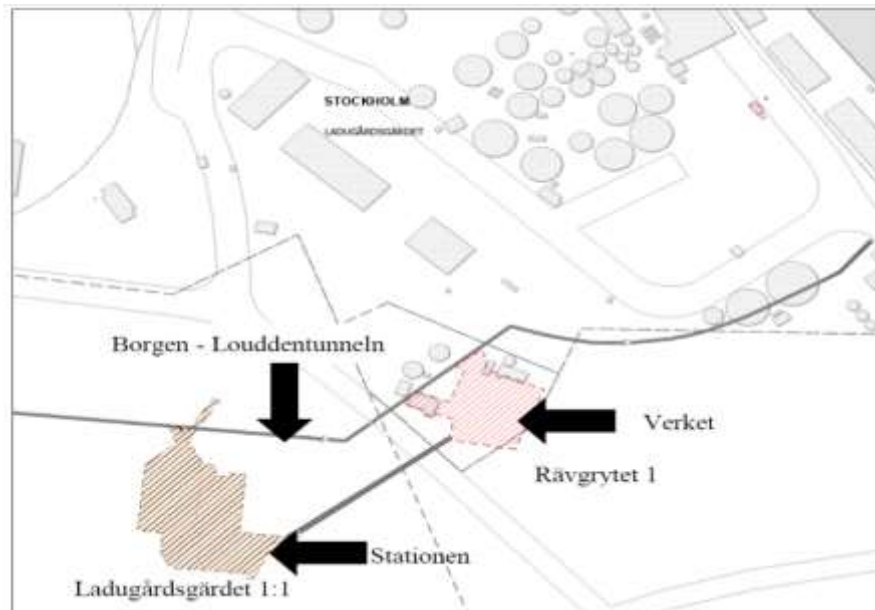 STOCKHOLM
LADUGÅRDSGÄRDET
Borgen - Louddentunneln
Verket
Rävgrytet 1
Stationen
Ladugårdsgärdet 1:1